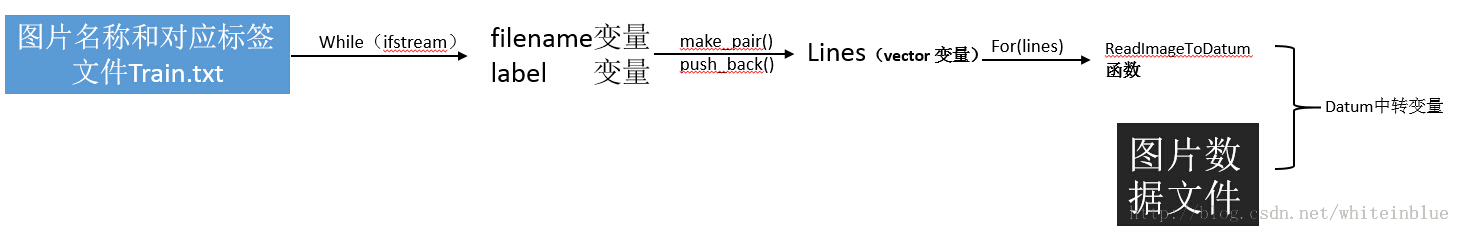 图片名称和对应标签
文件Train.txt
While（ifstream）
filename变量
label 变量
make_pair()
push_back()
Lines（vector 变量）
For(lines)
ReadImageToDatum
函数
图片数
据文件
Datum中转变量
http://blog.csdn.net/whiteinblue